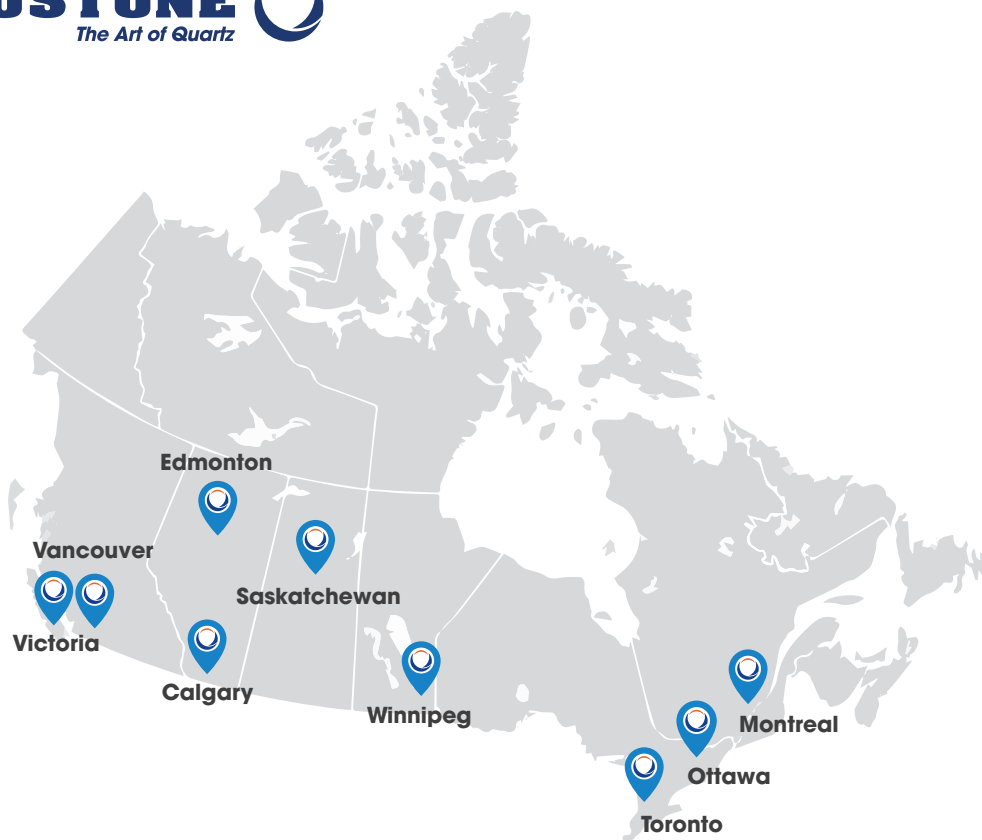 The Art of Quartz
Edmonton
Vancouver
Saskatchewan
Victoria
Calgary
Winnipeg
Montreal
Ottawa
Toronto